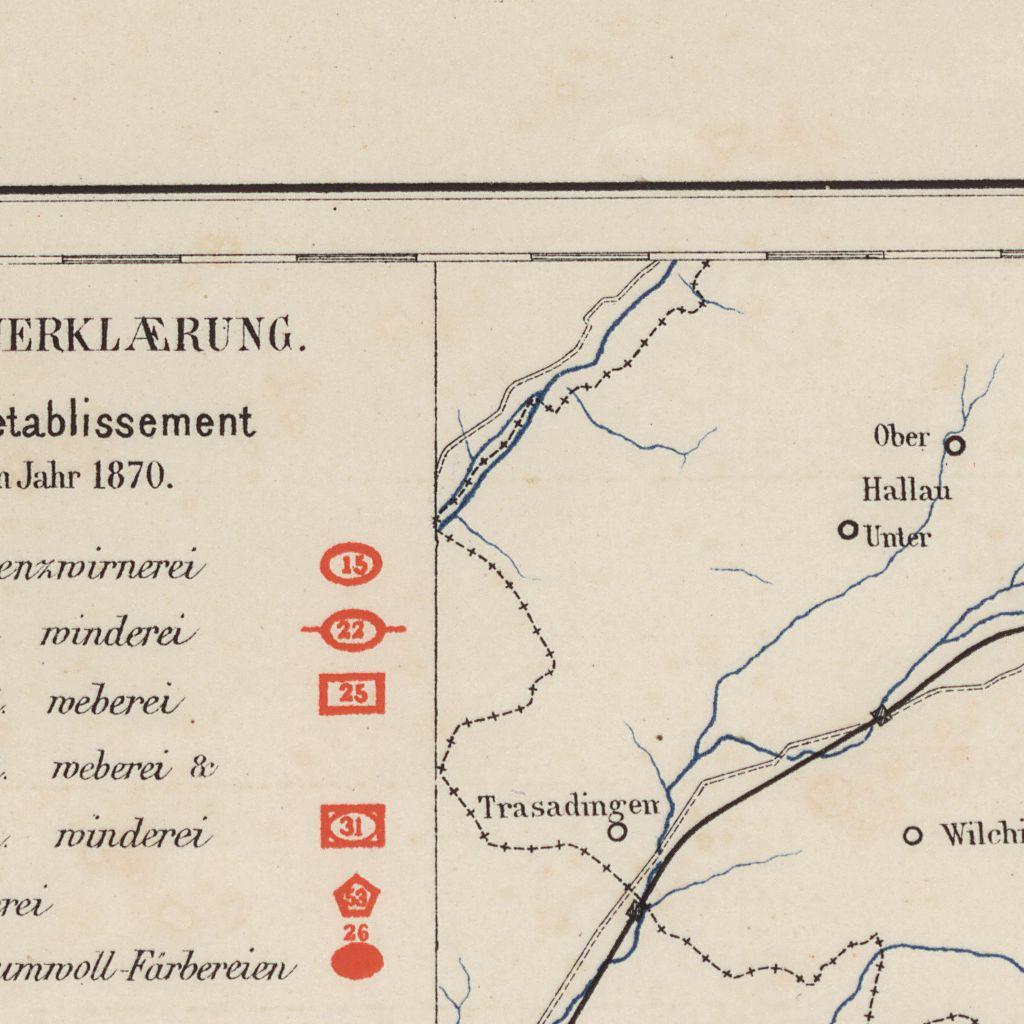 ERKLÆRUNG.
etablissement
Jahr 1870.
enzwirnerei 15
winderei 22
weberei 25
weberei &
winderei 31
erei 53
26
umwoll-Färbereien
Ober
Hallau
Unter
Trasadingen
Wilchi